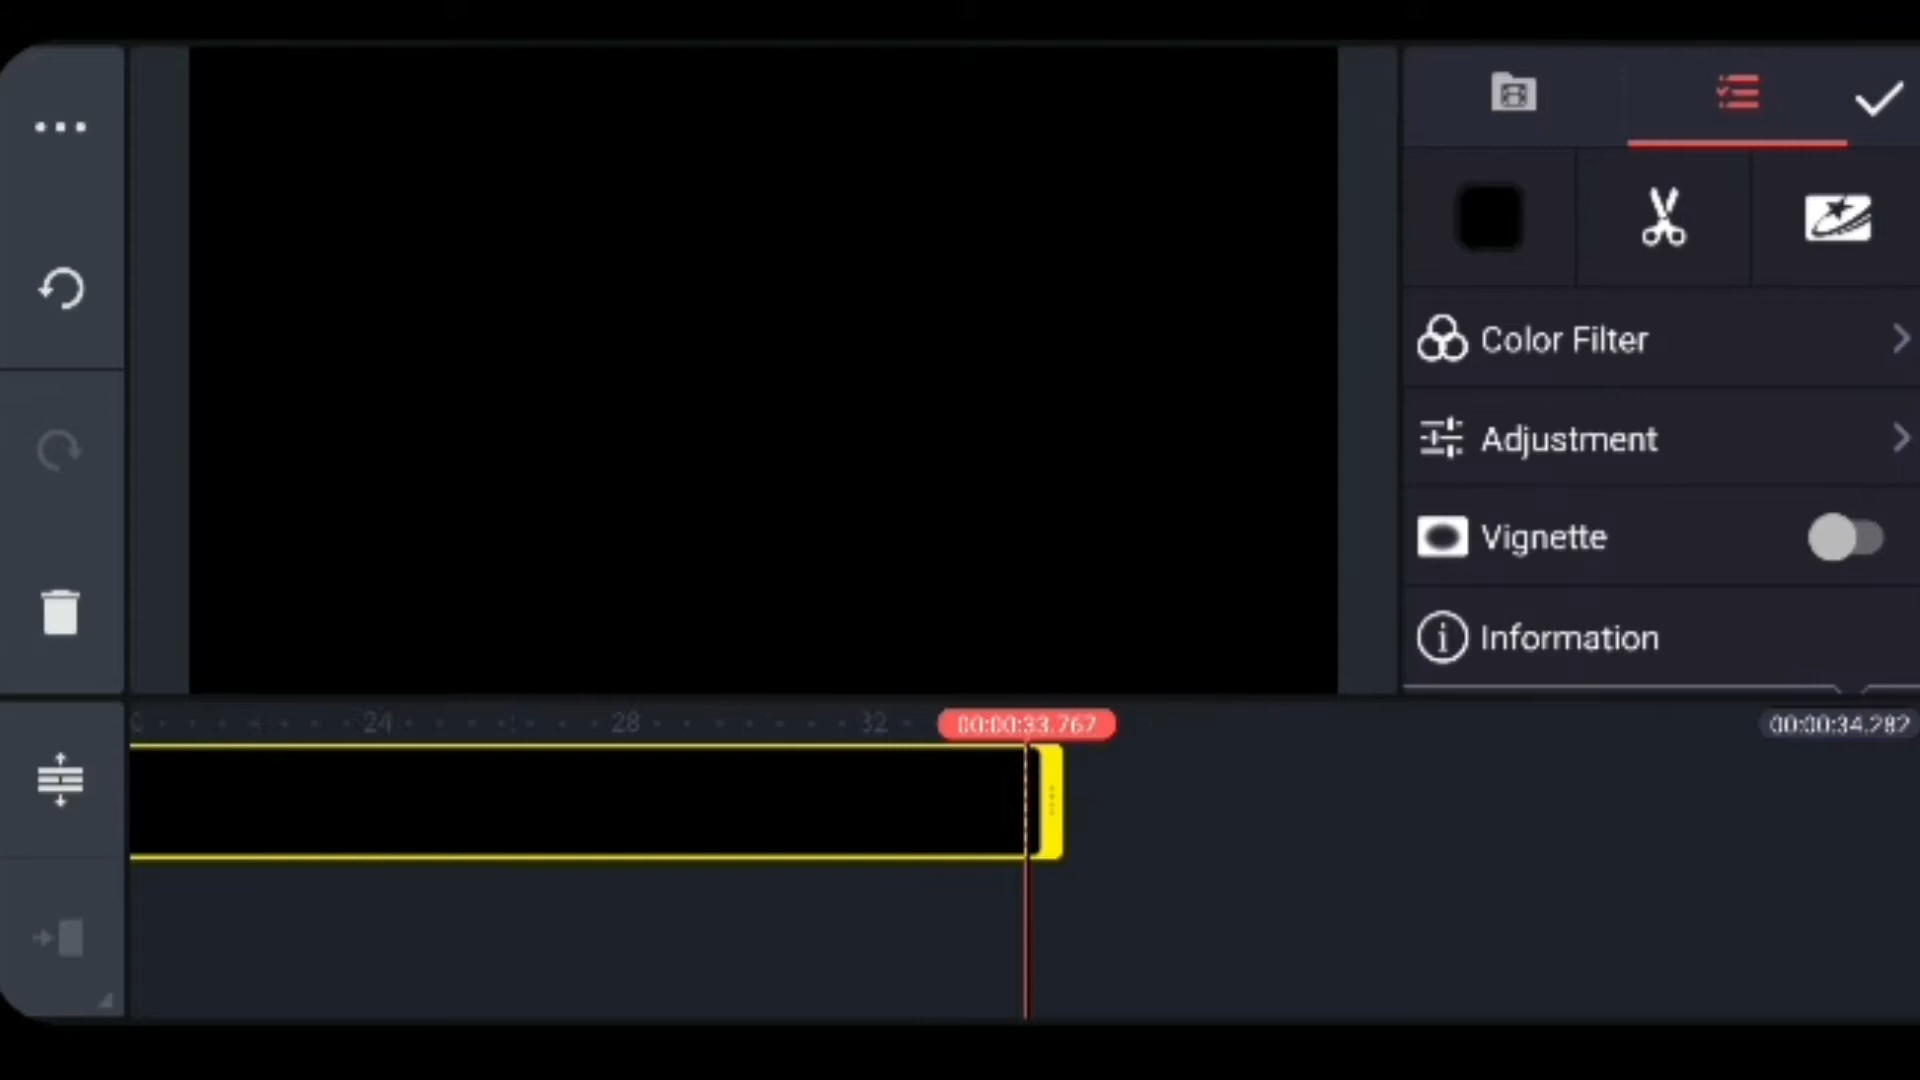 Color Filter
Adjustment
Vignette
Information
24
28
32
00:00:33.767
00:00:34.282